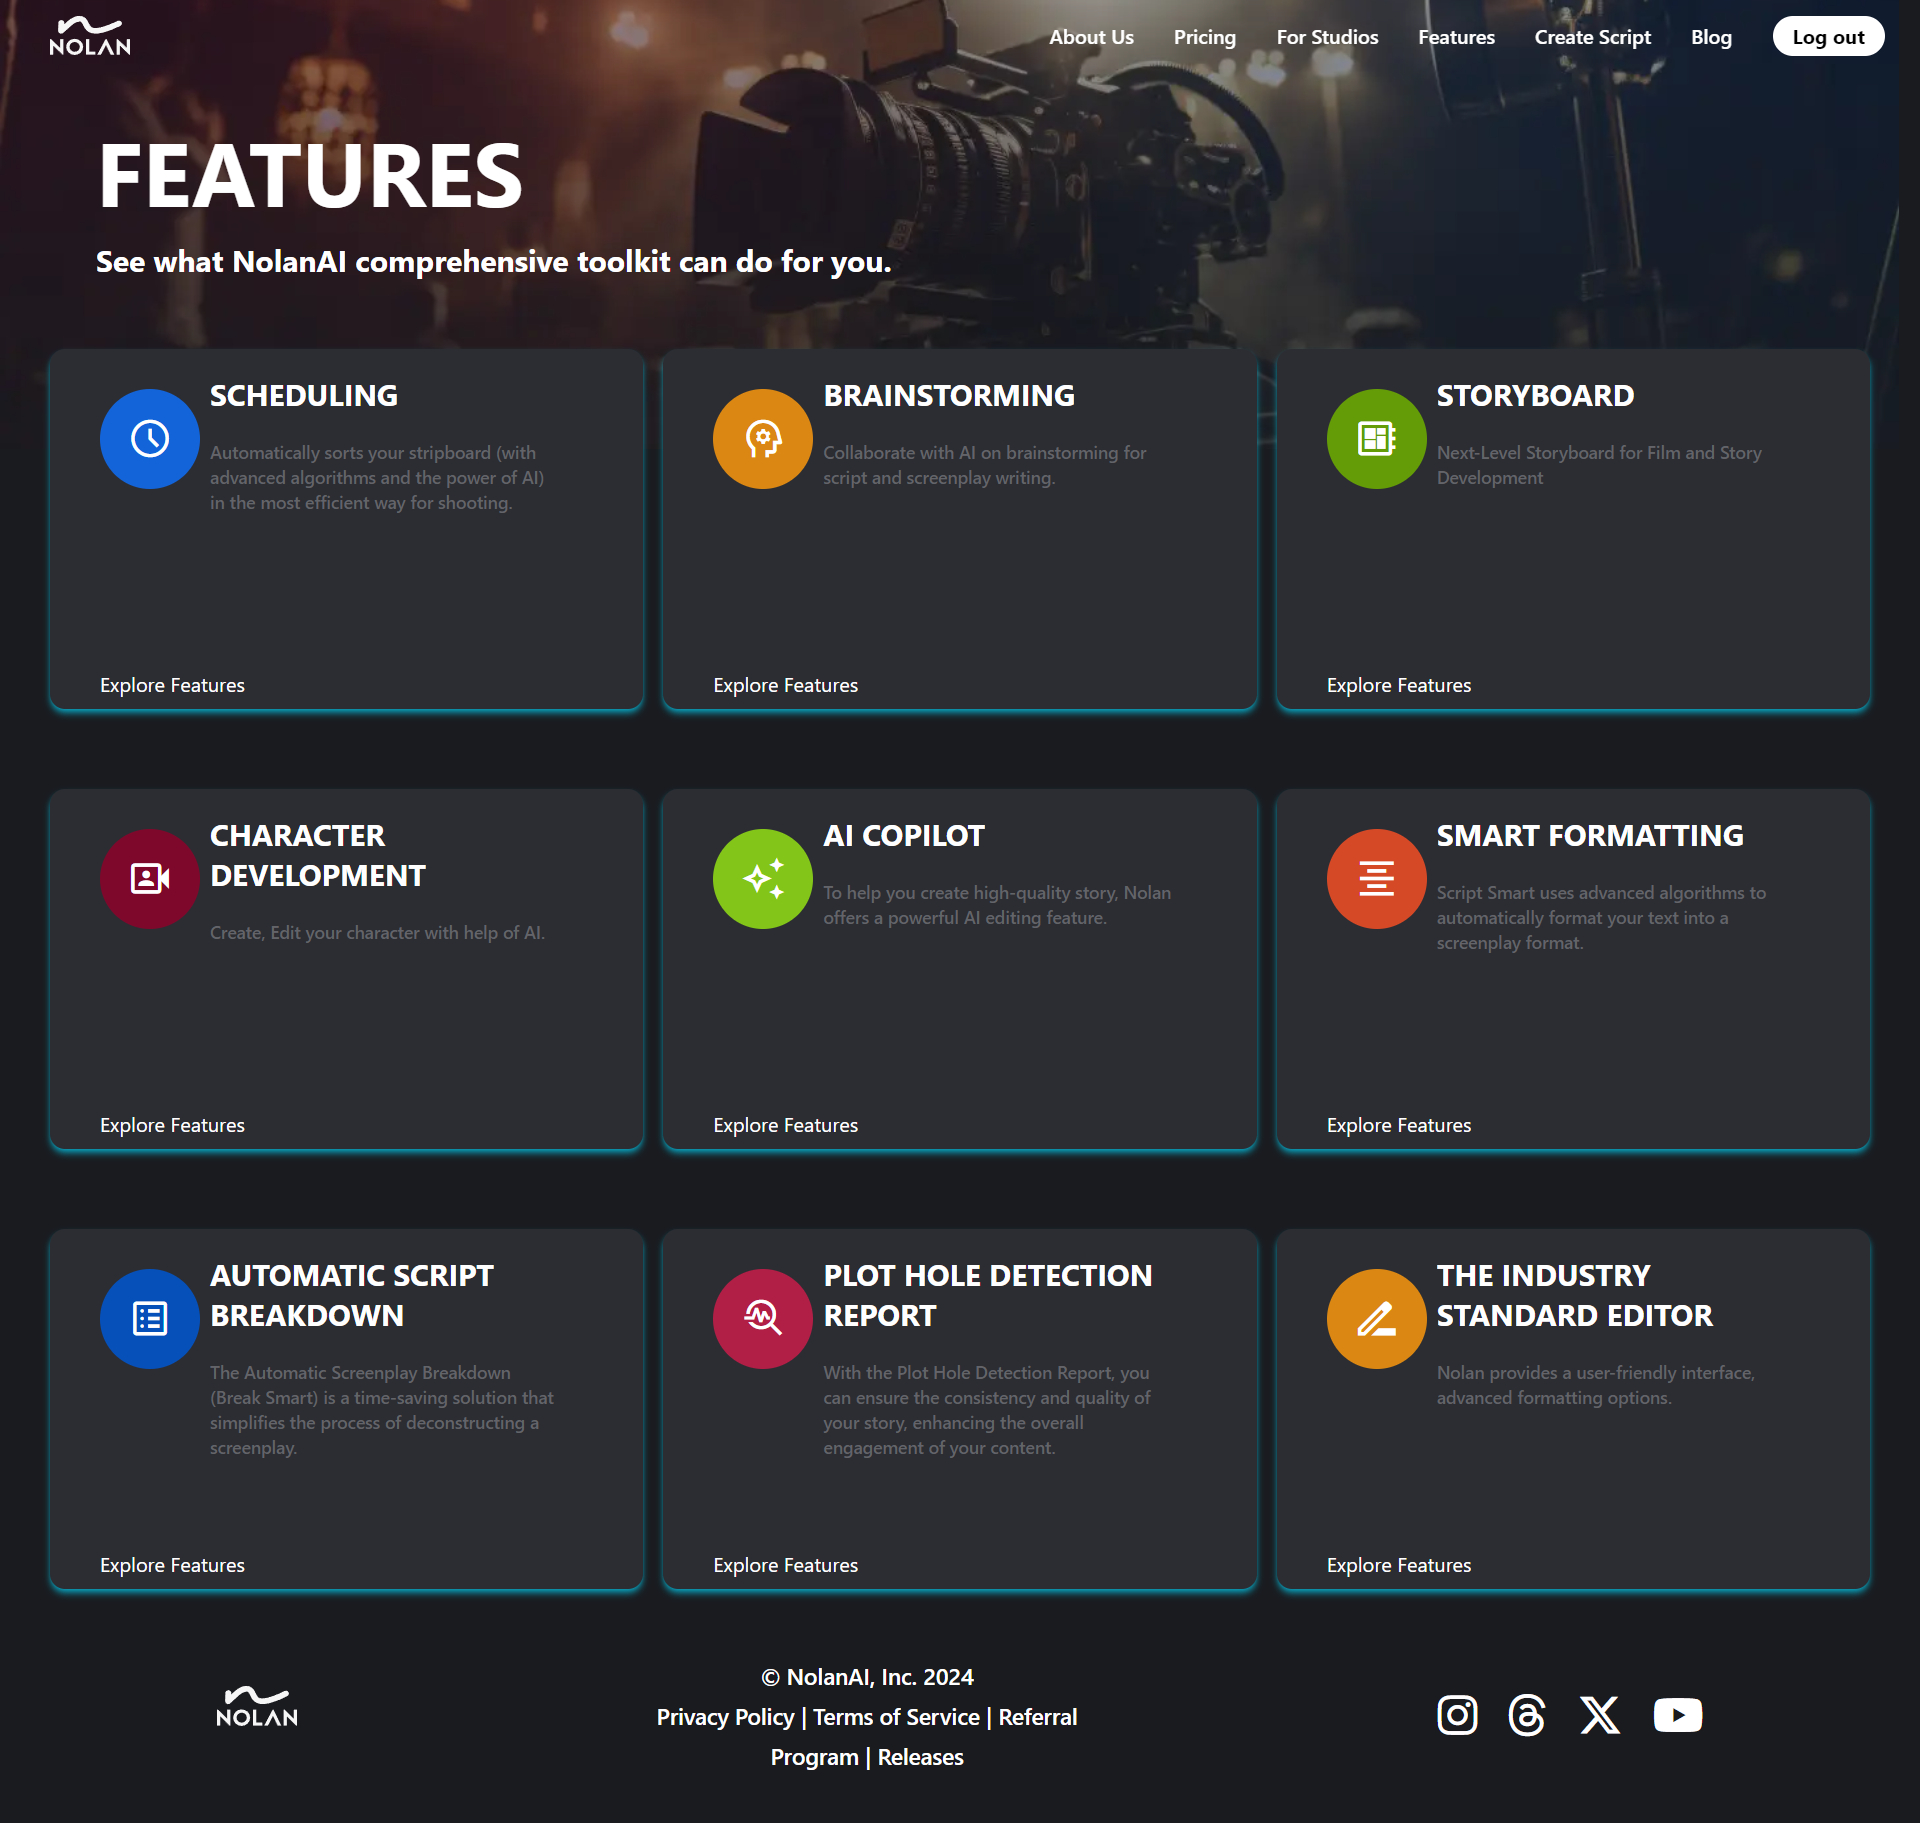 NOLAN
About Us
Pricing
For Studios
Features
Create Script
Blog
Log out
FEATURES
See what NolanAI comprehensive toolkit can do for you.
SCHEDULING
Automatically sorts your stripboard (with
advanced algorithms and the power of AI)
in the most efficient way for shooting.
Explore Features
BRAINSTORMING
Collaborate with AI on brainstorming for
script and screenplay writing.
Explore Features
STORYBOARD
Next-Level Storyboard for Film and Story
Development
Explore Features
CHARACTER
DEVELOPMENT
Create, Edit your character with help of AI.
Explore Features
AI COPILOT
To help you create high-quality story, Nolan
offers a powerful AI editing feature.
Explore Features
SMART FORMATTING
Script Smart uses advanced algorithms to
automatically format your text into a
screenplay format.
Explore Features
AUTOMATIC SCRIPT
BREAKDOWN
The Automatic Screenplay Breakdown
(Break Smart) is a time-saving solution that
simplifies the process of deconstructing a
screenplay.
Explore Features
PLOT HOLE DETECTION
REPORT
With the Plot Hole Detection Report, you
can ensure the consistency and quality of
your story, enhancing the overall
engagement of your content.
Explore Features
THE INDUSTRY
STANDARD EDITOR
Nolan provides a user-friendly interface,
advanced formatting options.
Explore Features
NOLAN
© NolanAI, Inc. 2024
Privacy Policy | Terms of Service | Referral
Program | Releases